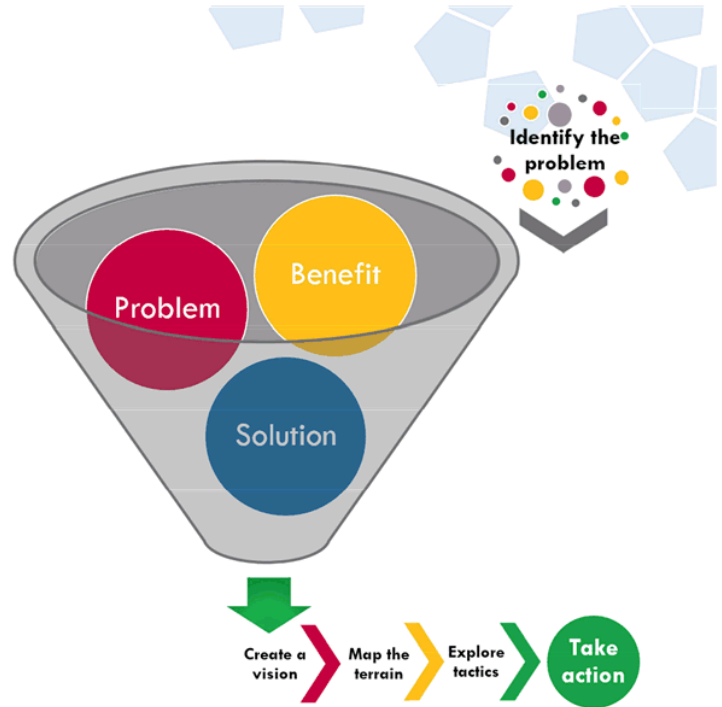 Identify the
problem
Benefit
Problem
Solution
Create a
vision
Map the
terrain
Explore
tactics
Take
action